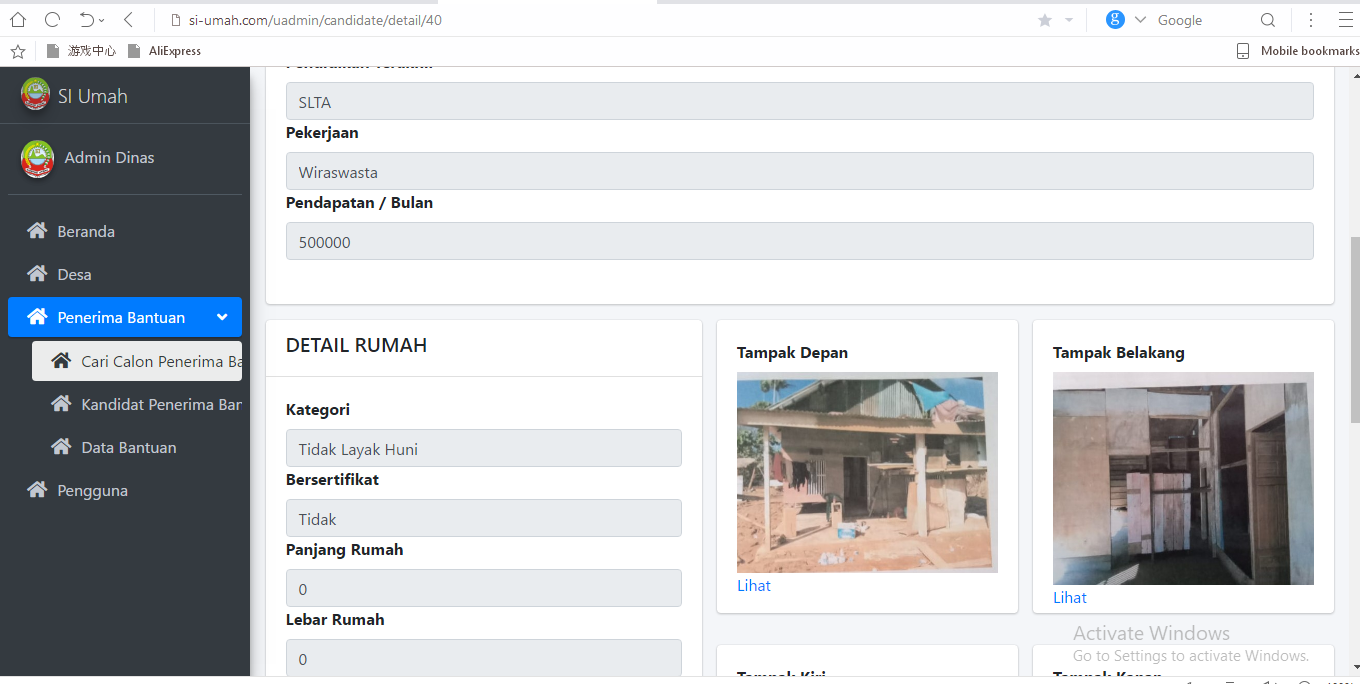 si-umah.com/uadmin/candidate/detail/40
Google
游戏中心
AliExpress
Mobile bookmarks
SI Umah
Admin Dinas
Beranda
Desa
Penerima Bantuan
Cari Calon Penerima Ba
Kandidat Penerima Ban
Data Bantuan
Pengguna
SLTA
Pekerjaan
Wiraswasta
Pendapatan / Bulan
500000
DETAIL RUMAH
Kategori
Tidak Layak Huni
Bersertifikat
Tidak
Panjang Rumah
0
Lebar Rumah
0
Tampak Depan
Lihat
Tampak Belakang
Lihat
Tampak Kiri
Tampak Kanan
Activate Windows
Go to Settings to activate Windows.